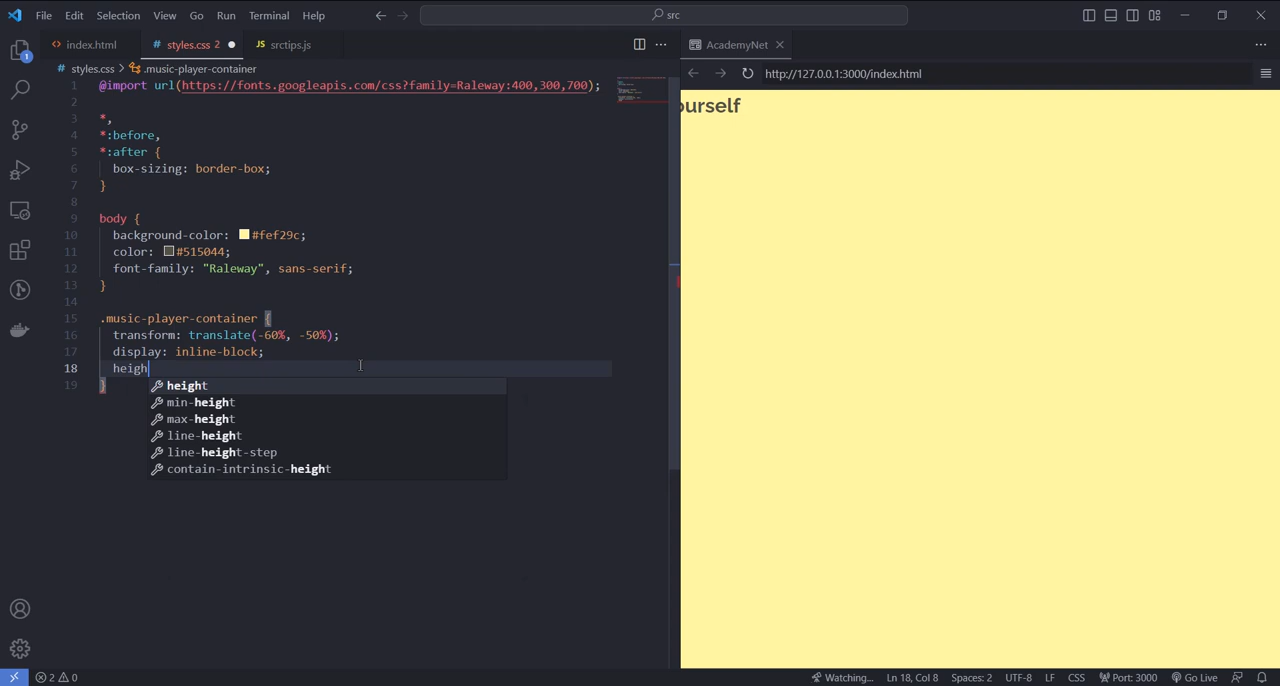 File Edit Selection View Go Run Terminal Help
src
index.html
styles.css 2
JS srctips.js
AcademyNet
# styles.css > .music-player-container
http://127.0.0.1:3000/index.html
1 @import url(https://fonts.googleapis.com/css?family=Raleway:400,300,700);
2
3 *,
4 *:before,
5 *:after {
6 box-sizing: border-box;
7 }
8
9 body {
10 background-color: #fef29c;
11 color: #515044;
12 font-family: "Raleway", sans-serif;
13 }
14
15 .music-player-container {
16 transform: translate(-60%, -50%);
17 display: inline-block;
18 heigh
19 }
height
min-height
max-height
line-height
line-height-step
contain-intrinsic-height
ourself
1
2 0
Watching... Ln 18, Col 8 Spaces: 2 UTF-8 LF CSS Port: 3000 Go Live